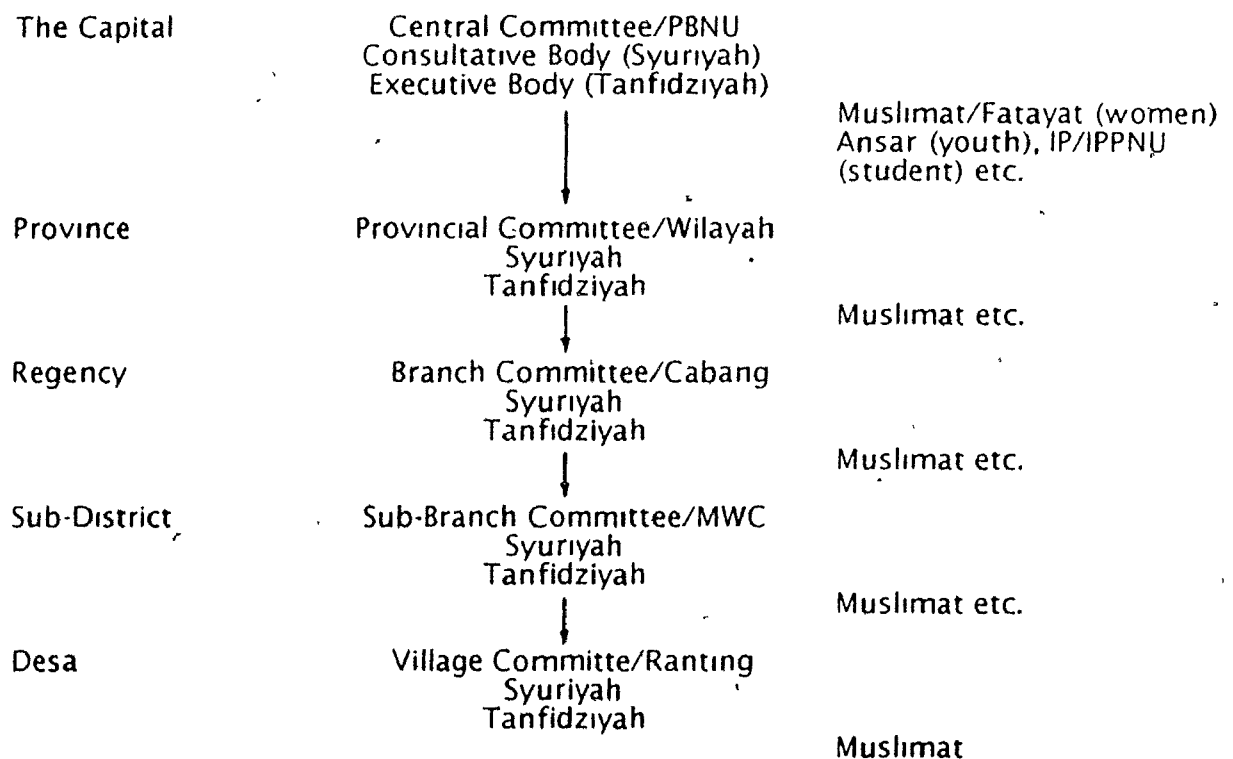 The Capital
Central Committee/PBNU
Consultative Body (Syuriyah)
Executive Body (Tanfidziyah)
Muslimat/Fatayat (women)
Ansar (youth), IP/IPPNU
(student) etc.
Province
Provincial Committee/Wilayah
Syuriyah
Tanfidziyah
Muslimat etc.
Regency
Branch Committee/Cabang
Syuriyah
Tanfidziyah
Muslimat etc.
Sub-District
Sub-Branch Committee/MWC
Syuriyah
Tanfidziyah
Muslimat etc.
Desa
Village Committe/Ranting
Syuriyah
Tanfidziyah
Muslimat